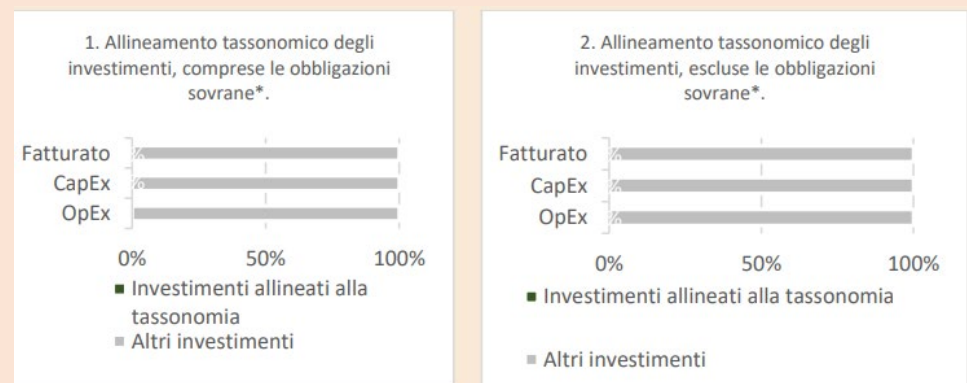 1. Allineamento tassonomico degli
investimenti, comprese le obbligazioni
sovrane*.
Fatturato
%
CapEx
%
OpEx
0% 50% 100%
Investimenti allineati alla
tassonomia
Altri investimenti
2. Allineamento tassonomico degli
investimenti, escluse le obbligazioni
sovrane*.
Fatturato
%
CapEx
%
OpEx
%
0% 50% 100%
Investimenti allineati alla tassonomia
Altri investimenti